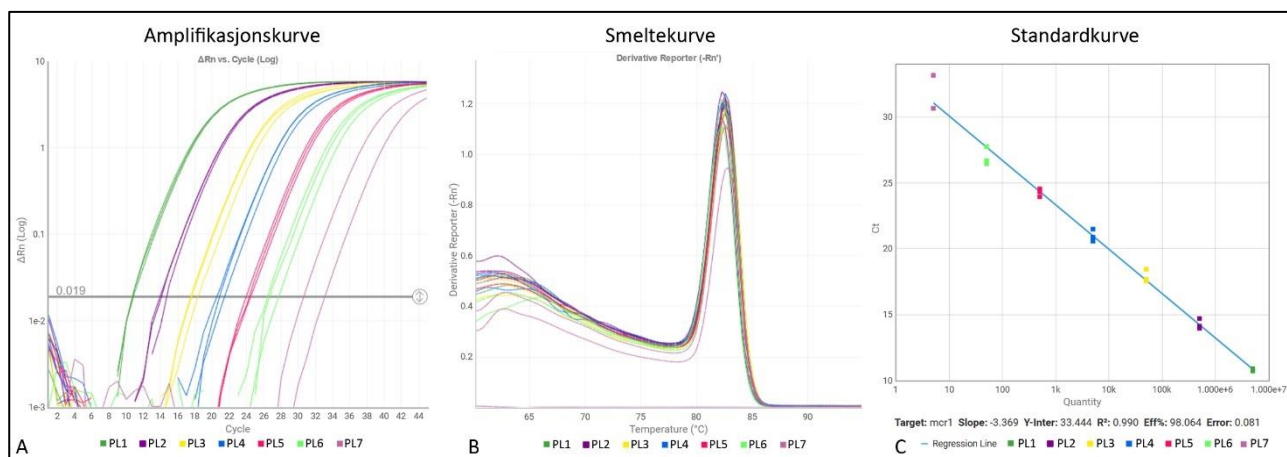 Amplifikasjonskurve
ΔRn vs. Cycle (Log)
10
1
0.1
0.019
1e-2
1e-3
ΔRn (Log)
2 4 6 8 10 12 14 16 18 20 22 24 26 28 30 32 34 36 38 40 42 44
Cycle
A
PL1 PL2 PL3 PL4 PL5 PL6 PL7
Smeltekurve
Derivative Reporter (-Rn')
1.2
1.0
0.8
0.6
0.4
0.2
Derivative Reporter (-Rn')
65 70 75 80 85 90
Temperature (°C)
B
PL1 PL2 PL3 PL4 PL5 PL6 PL7
Standardkurve
30
25
20
15
10
Ct
1 10 100 1k 10k 100k 1.000e+6 1.000e+7
Quantity
Target: mcr1 Slope: -3.369 Y-Inter: 33.444 R²: 0.990 Eff%: 98.064 Error: 0.081
C
Regression Line PL1 PL2 PL3 PL4 PL5 PL6 PL7